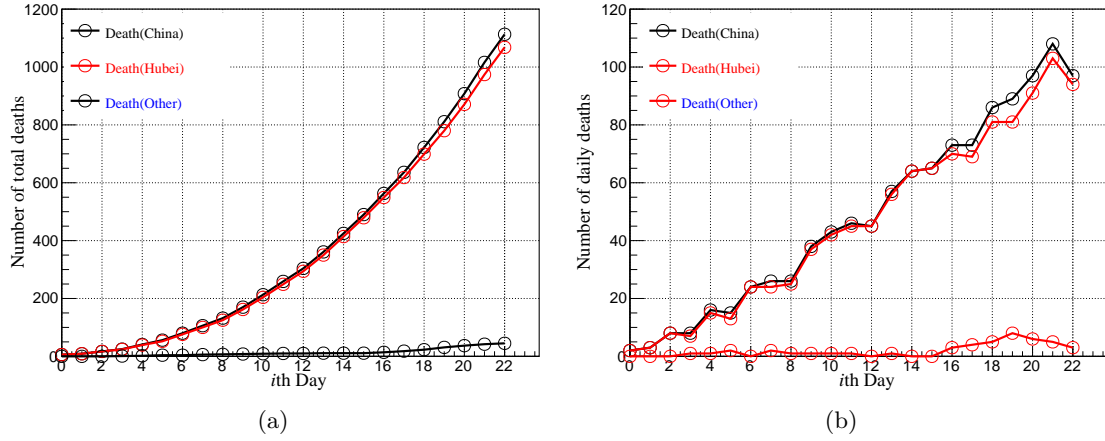 1200
1000
800
600
400
200
0
Number of total deaths
Death(China)
Death(Hubei)
Death(Other)
0 2 4 6 8 10 12 14 16 18 20 22
ith Day
(a)
120
100
80
60
40
20
0
Number of daily deaths
Death(China)
Death(Hubei)
Death(Other)
0 2 4 6 8 10 12 14 16 18 20 22
ith Day
(b)